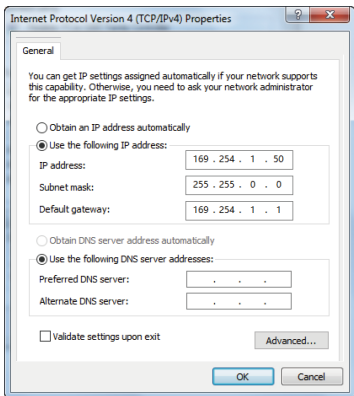 Internet Protocol Version 4 (TCP/IPv4) Properties
General
You can get IP settings assigned automatically if your network supports
this capability. Otherwise, you need to ask your network administrator
for the appropriate IP settings.
Obtain an IP address automatically
Use the following IP address:
IP address: 169 . 254 . 1 . 50
Subnet mask: 255 . 255 . 0 . 0
Default gateway: 169 . 254 . 1 . 1
Obtain DNS server address automatically
Use the following DNS server addresses:
Preferred DNS server: . . .
Alternate DNS server: . . .
Validate settings upon exit
Advanced...
OK Cancel